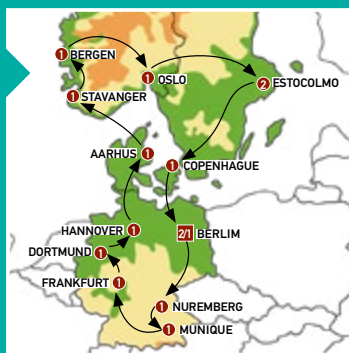 1 BERGEN
1 OSLO
2 ESTOCOLMO
1 STAVANGER
AARHUS 1
1 COPENHAGUE
HANNOVER 1
2/1 BERLIM
DORTMUND 1
FRANKFURT 1
1 NUREMBERG
1 MUNIQUE